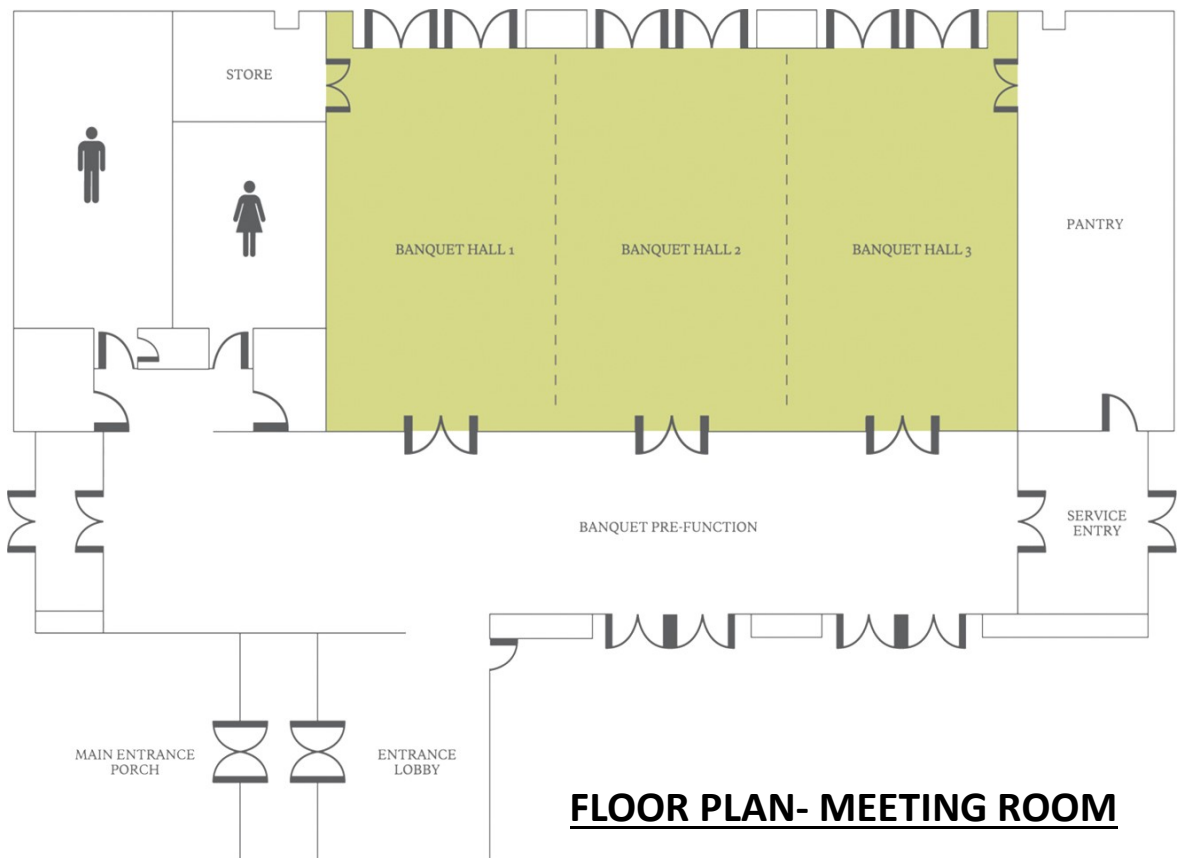 STORE
BANQUET HALL 1
BANQUET HALL 2
BANQUET HALL 3
PANTRY
BANQUET PRE-FUNCTION
SERVICE
ENTRY
MAIN ENTRANCE
PORCH
ENTRANCE
LOBBY
FLOOR PLAN- MEETING ROOM